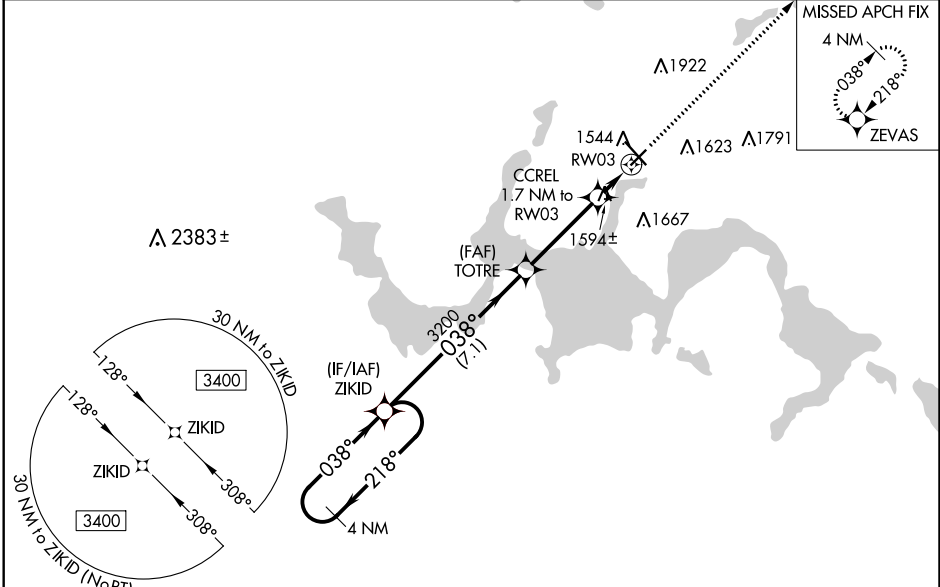 MISSED APCH FIX
4 NM
038°
218°
ZEVAS
1922
1544
RW03
1623
1791
CCREL
1.7 NM to
RW03
1594±
1667
2383±
(FAF)
TOTRE
3200
038°
(7.1)
(IF/IAF)
ZIKID
038°
218°
4 NM
30 NM to ZIKID
128°
3400
ZIKID
308°
128°
ZIKID
3400
308°
30 NM to ZIKID (NoPT)